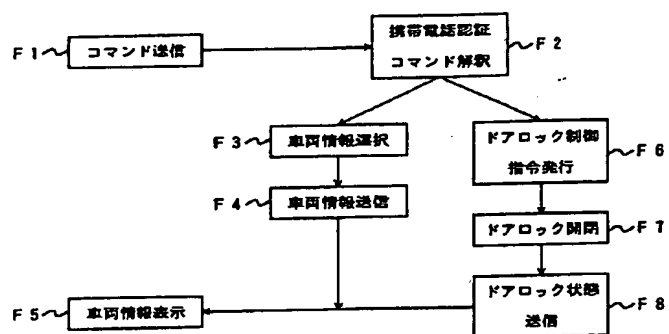 F1 コマンド送信
携帯電話認証
コマンド解釈 F2
F3 車両情報選択
F4 車両情報送信
ドアロック制御
指令発行 F6
ドアロック開閉 F7
F5 車両情報表示
ドアロック状態
送信 F8